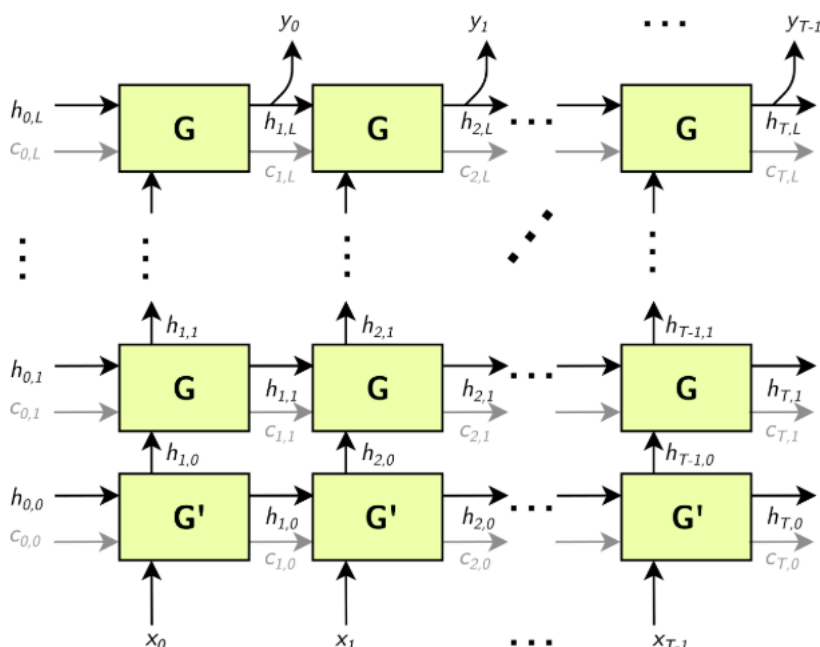 y0 y1 ... yT-1
h0,L G h1,L G h2,L ... G hT,L
c0,L c1,L c2,L cT,L
h1,1 h2,1 hT-1,1
h0,1 G h1,1 G h2,1 ... G hT,1
c0,1 c1,1 c2,1 cT,1
h1,0 h2,0 hT-1,0
h0,0 G' h1,0 G' h2,0 ... G' hT,0
c0,0 c1,0 c2,0 cT,0
x0 x1 ... xT-1